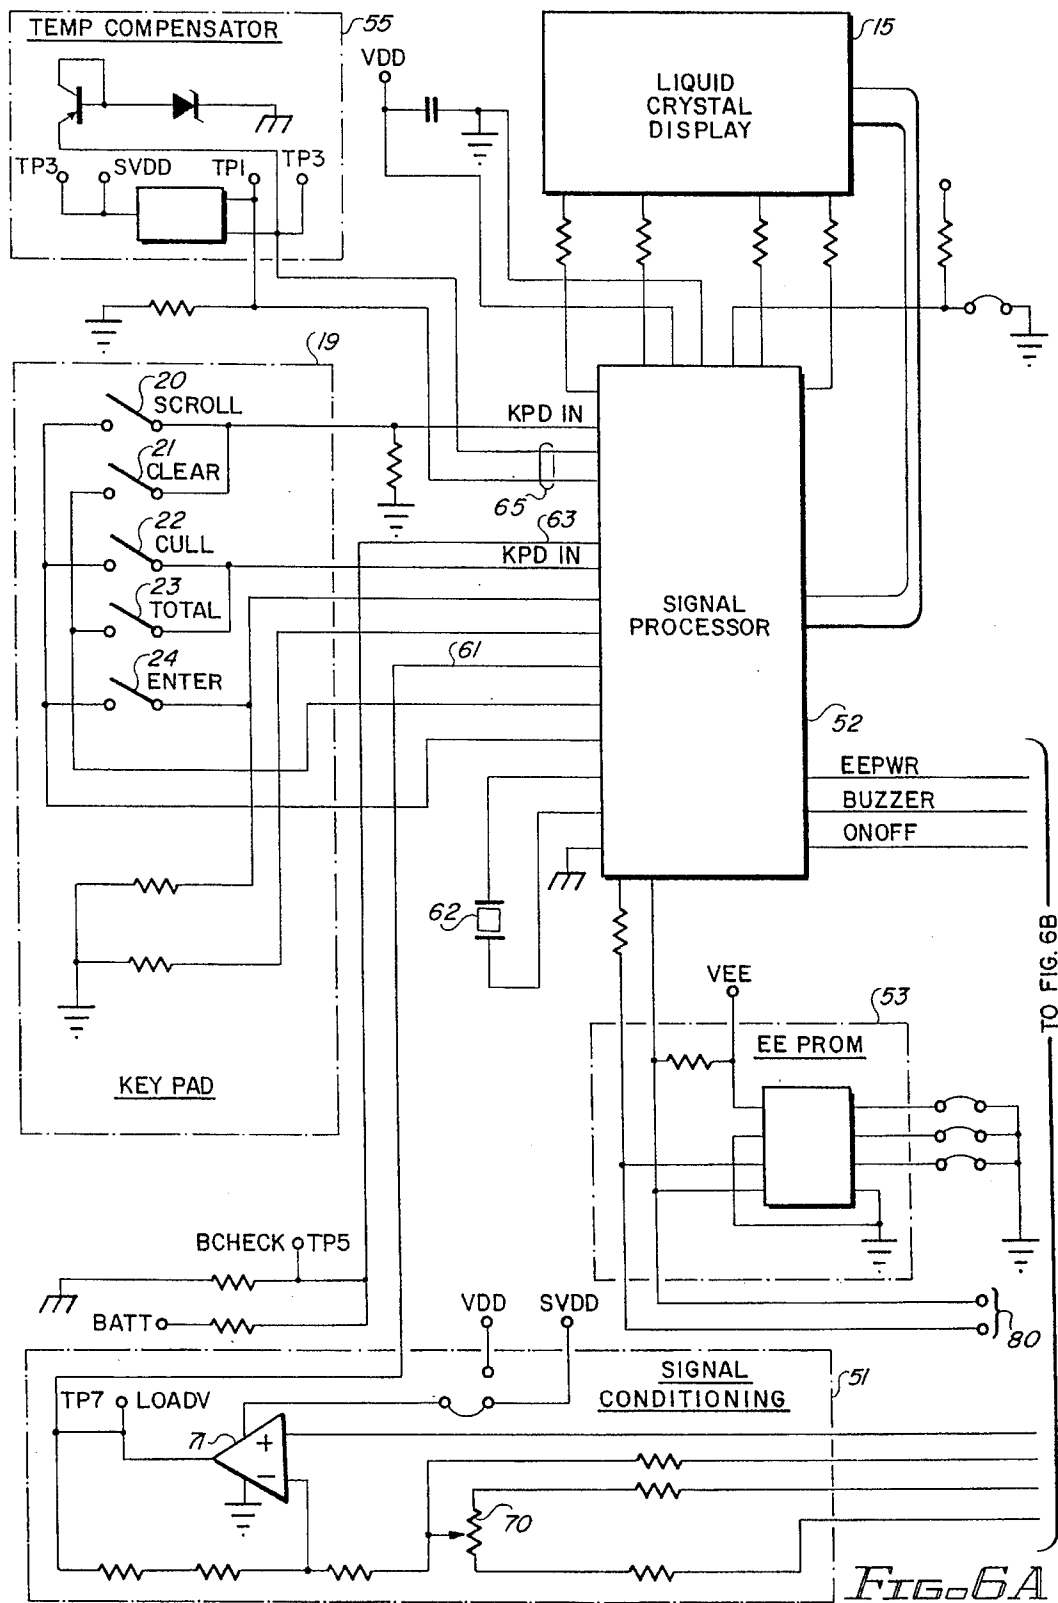 TEMP COMPENSATOR
55
VDD
15
LIQUID
CRYSTAL
DISPLAY
TP3
SVDD
TP1
TP3
19
20
SCROLL
KPD IN
21
CLEAR
65
22
CULL
63
KPD IN
23
TOTAL
SIGNAL
PROCESSOR
61
24
ENTER
52
EEPWR
BUZZER
ONOFF
62
TO FIG. 6B
VEE
53
EE PROM
KEY PAD
BCHECK
TP5
BATT
VDD
SVDD
80
SIGNAL
CONDITIONING
51
TP7
LOADV
71
+
−
70
FIG. 6A